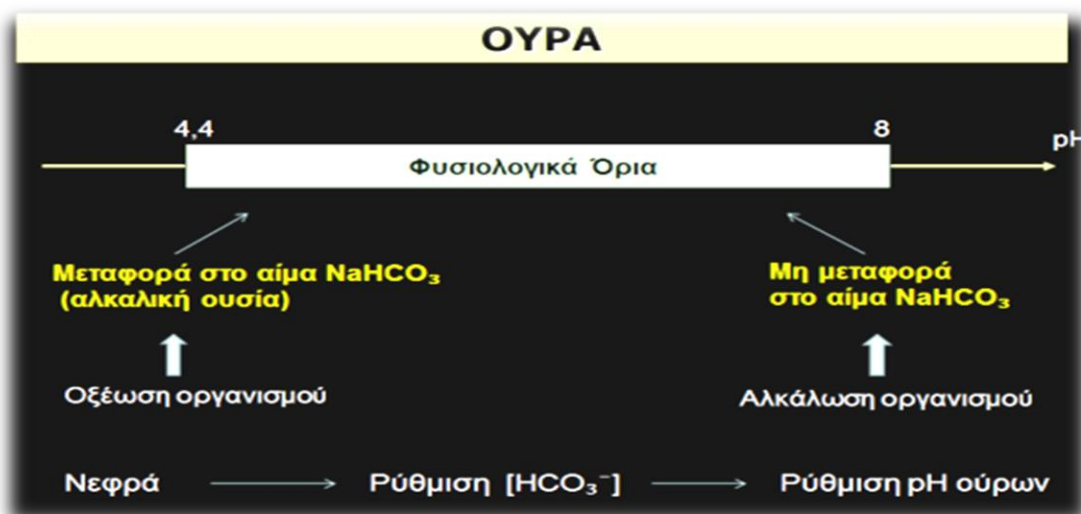 ΟΥΡΑ
4,4
8
pH
Φυσιολογικά Όρια
Μεταφορά στο αίμα NaHCO₃
(αλκαλική ουσία)
Μη μεταφορά
στο αίμα NaHCO₃
Οξέωση οργανισμού
Αλκάλωση οργανισμού
Νεφρά
Ρύθμιση [HCO₃⁻]
Ρύθμιση pH ούρων